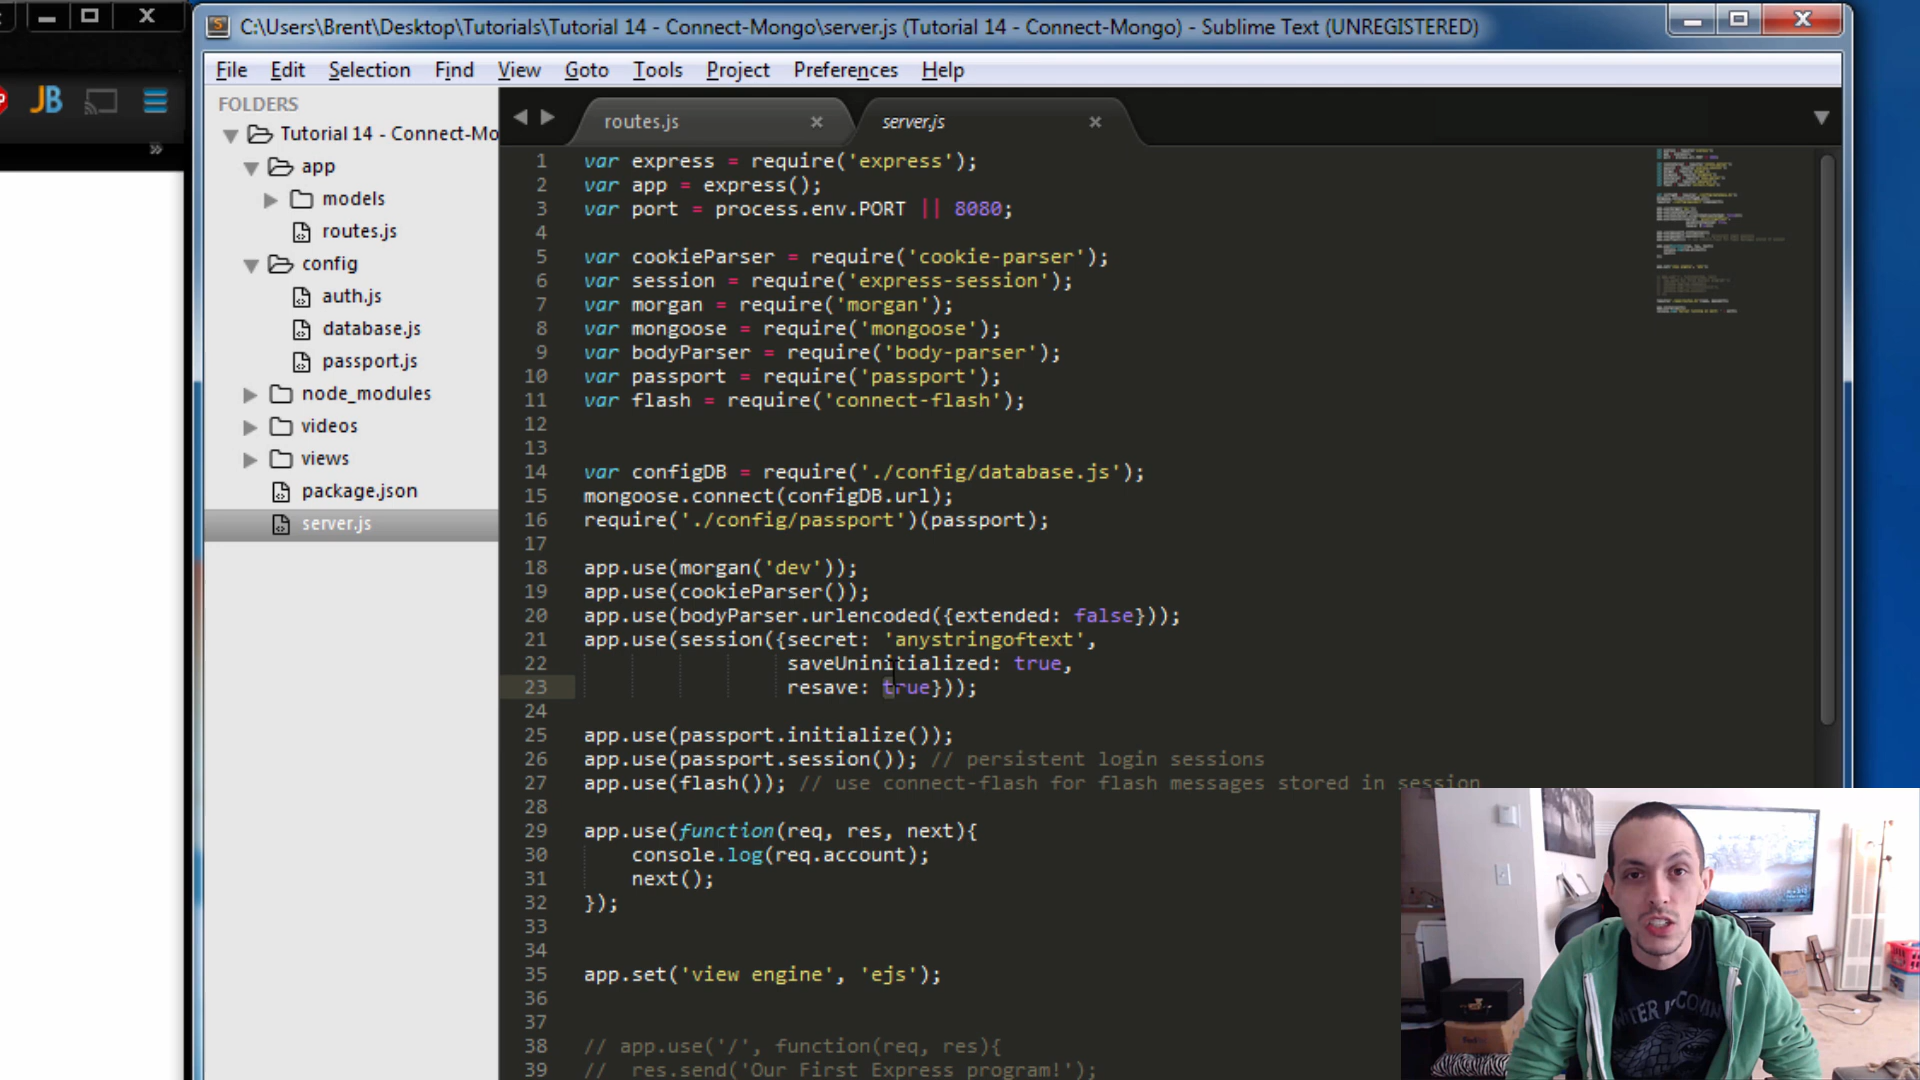 C:\Users\Brent\Desktop\Tutorials\Tutorial 14 - Connect-Mongo\server.js (Tutorial 14 - Connect-Mongo) - Sublime Text (UNREGISTERED)
File Edit Selection Find View Goto Tools Project Preferences Help
JB
»
FOLDERS
Tutorial 14 - Connect-Mo
app
models
routes.js
config
auth.js
database.js
passport.js
node_modules
videos
views
package.json
server.js
routes.js × server.js ×
1 var express = require('express');
2 var app = express();
3 var port = process.env.PORT || 8080;
4
5 var cookieParser = require('cookie-parser');
6 var session = require('express-session');
7 var morgan = require('morgan');
8 var mongoose = require('mongoose');
9 var bodyParser = require('body-parser');
10 var passport = require('passport');
11 var flash = require('connect-flash');
12
13
14 var configDB = require('./config/database.js');
15 mongoose.connect(configDB.url);
16 require('./config/passport')(passport);
17
18 app.use(morgan('dev'));
19 app.use(cookieParser());
20 app.use(bodyParser.urlencoded({extended: false}));
21 app.use(session({secret: 'anystringoftext',
22 saveUninitialized: true,
23 resave: true}));
24
25 app.use(passport.initialize());
26 app.use(passport.session()); // persistent login sessions
27 app.use(flash()); // use connect-flash for flash messages stored in session
28
29 app.use(function(req, res, next){
30 console.log(req.account);
31 next();
32 });
33
34
35 app.set('view engine', 'ejs');
36
37
38 // app.use('/', function(req, res){
39 // res.send('Our First Express program!');